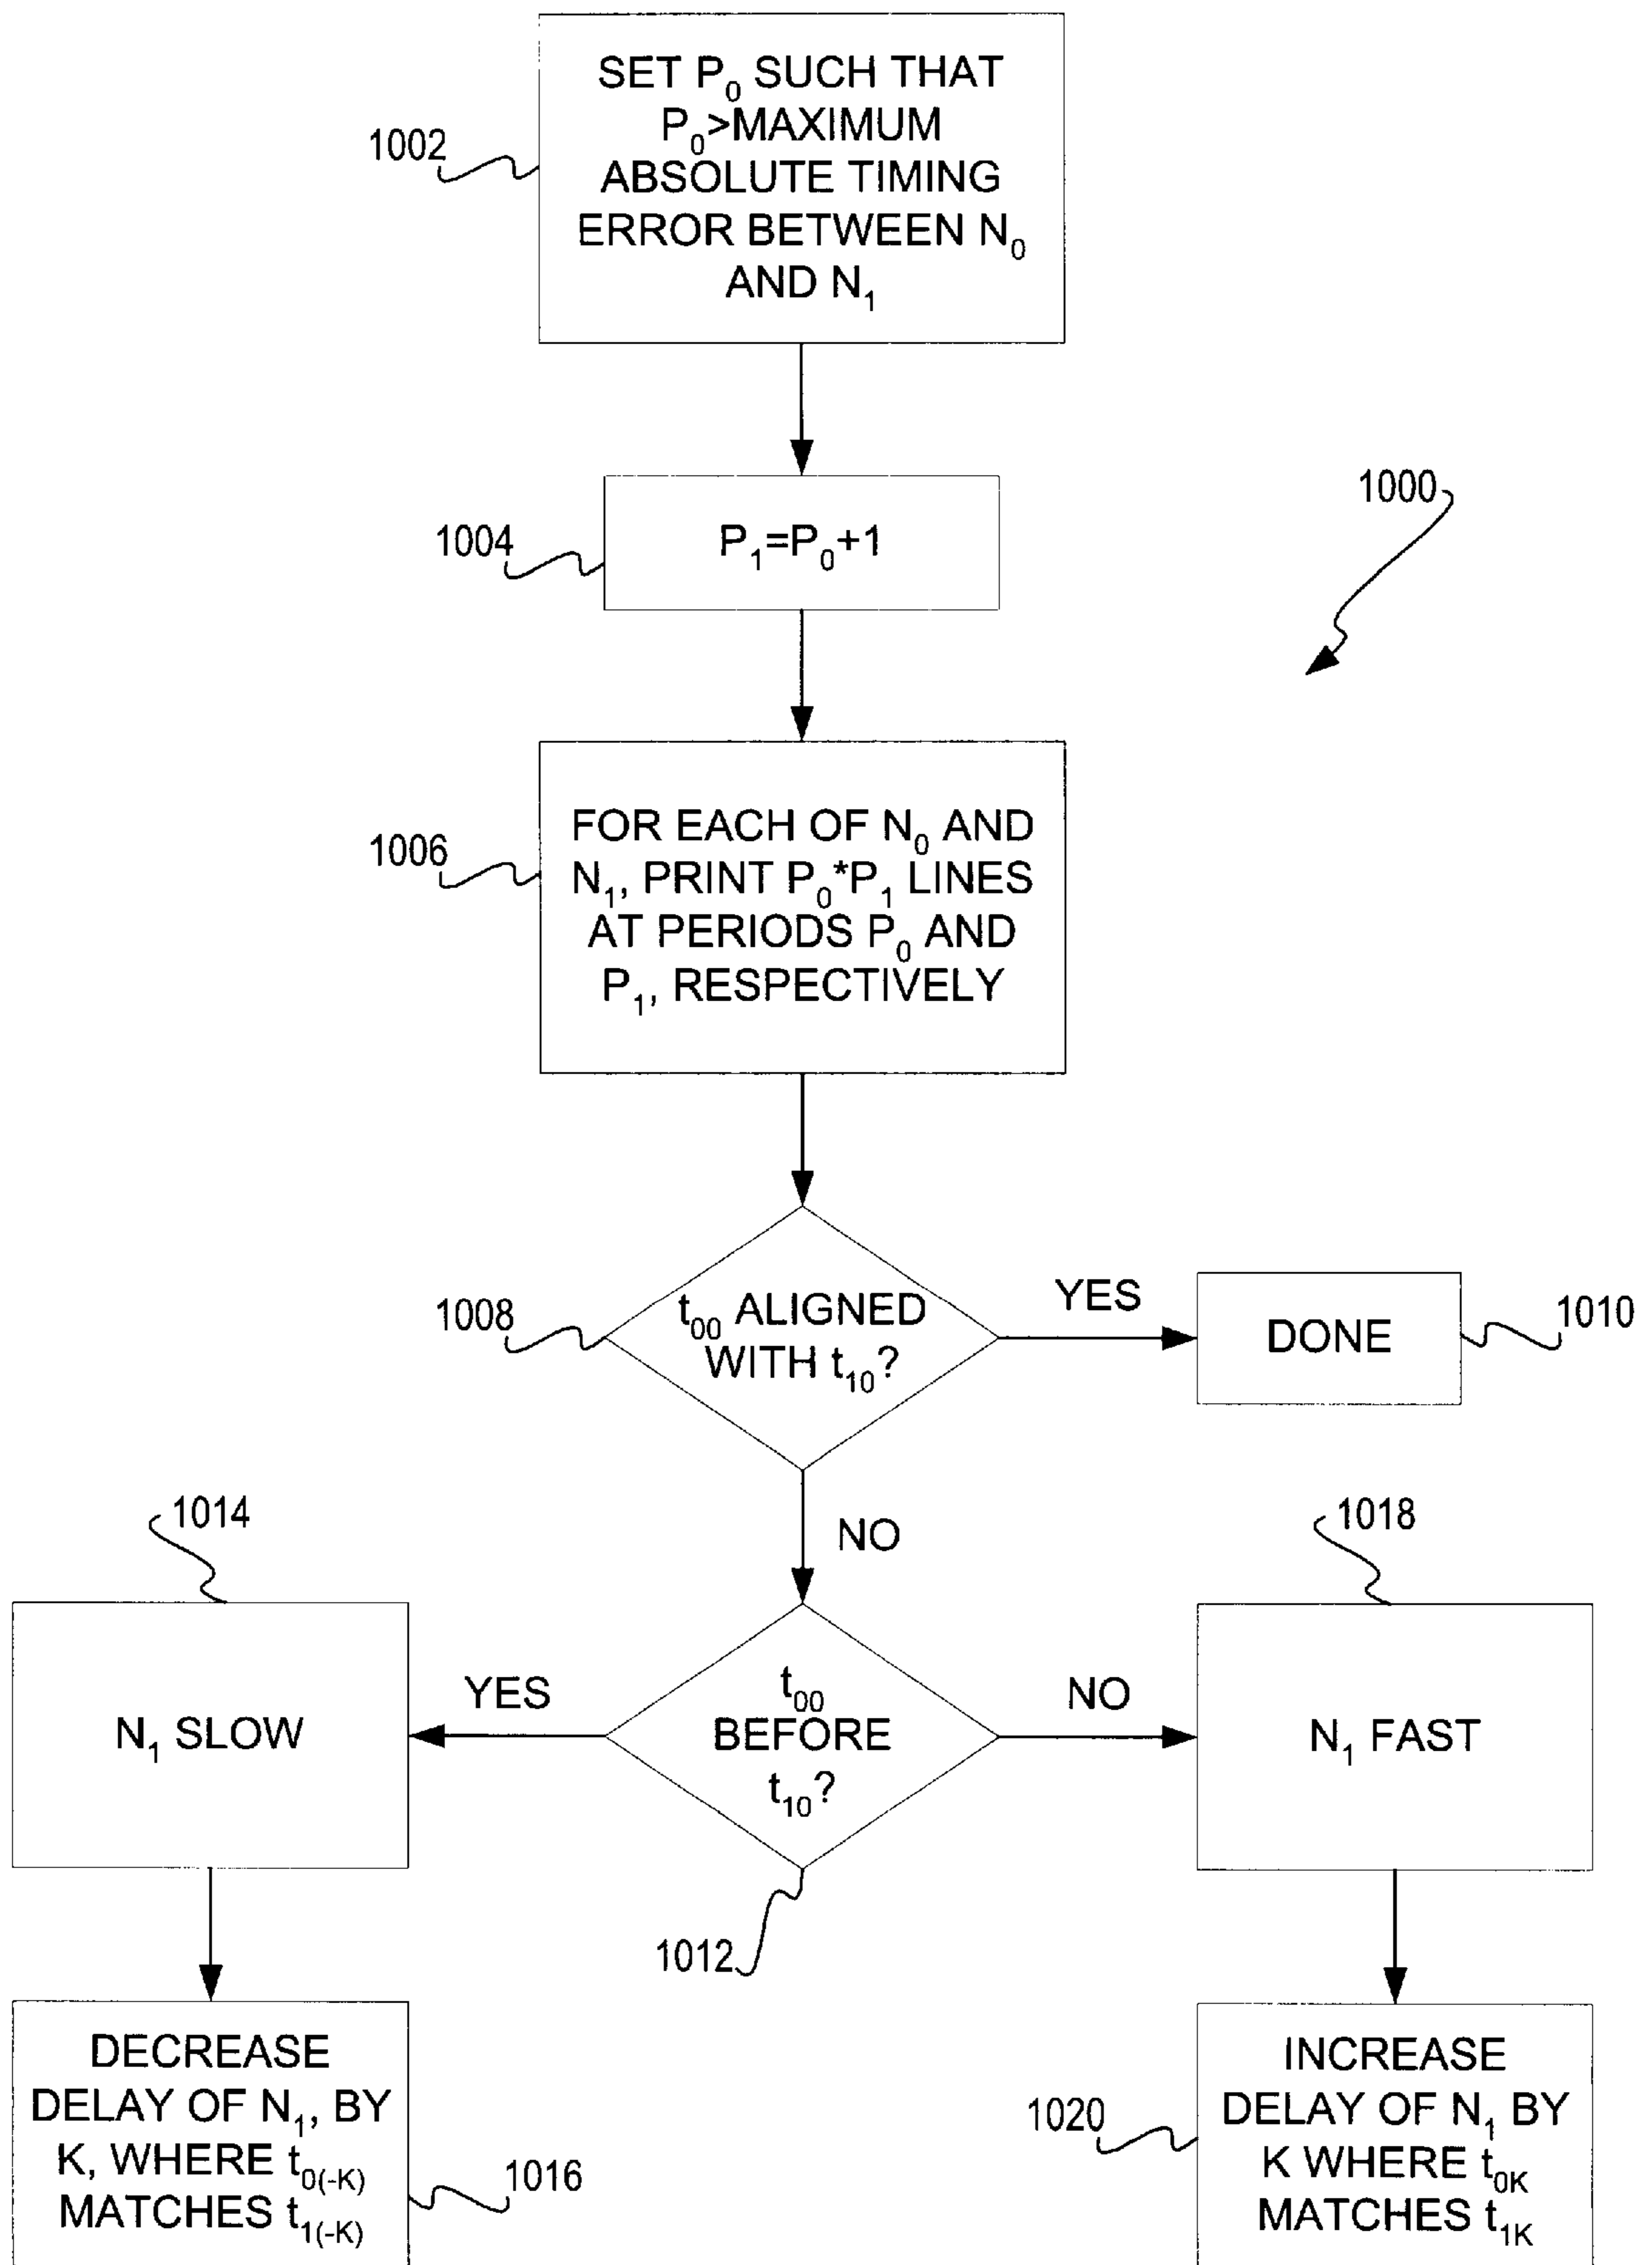 SET P₀ SUCH THAT
P₀>MAXIMUM
ABSOLUTE TIMING
ERROR BETWEEN N₀
AND N₁
1002
P₁=P₀+1
1004
1000
FOR EACH OF N₀ AND
N₁, PRINT P₀*P₁ LINES
AT PERIODS P₀ AND
P₁, RESPECTIVELY
1006
t₀₀ ALIGNED
WITH t₁₀?
1008
YES
DONE
1010
NO
1014
1018
t₀₀
BEFORE
t₁₀?
YES
NO
N₁ SLOW
N₁ FAST
1012
DECREASE
DELAY OF N₁, BY
K, WHERE t₀₍₋K₎
MATCHES t₁₍₋K₎
1016
INCREASE
DELAY OF N₁ BY
K WHERE t₀K
MATCHES t₁K
1020